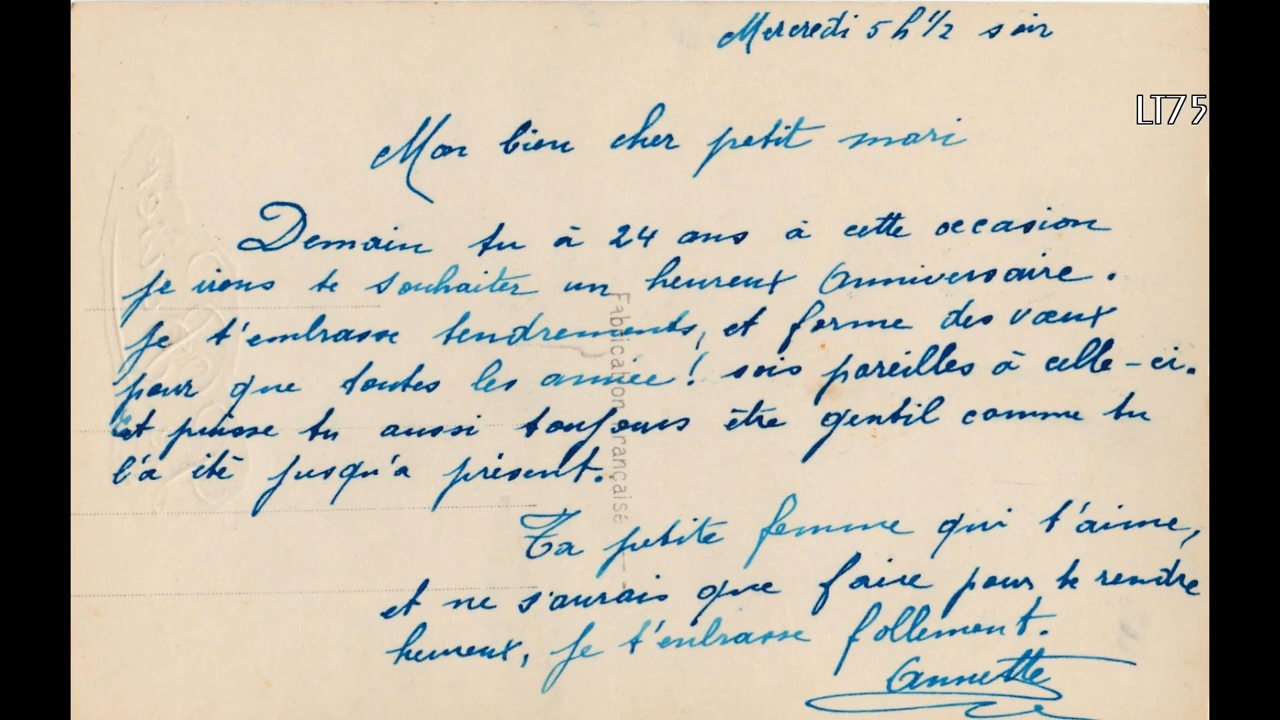 Mercredi 5 h 1/2 soir
LT75
Mon bien cher petit mari
Demain tu à 24 ans à cette occasion
je viens te souhaiter un heureux anniversaire.
je t'embrasse tendrements, et forme des vœux
pour que toutes les année! sois pareilles à celle-ci.
Et puisse tu aussi toujours être gentil comme tu
l'a été jusqu'a présent.
Fabrication Française
Ta petite femme qui t'aime,
et ne s'aurais que faire pour te rendre
heureux, je t'enbrasse follement.
Annette